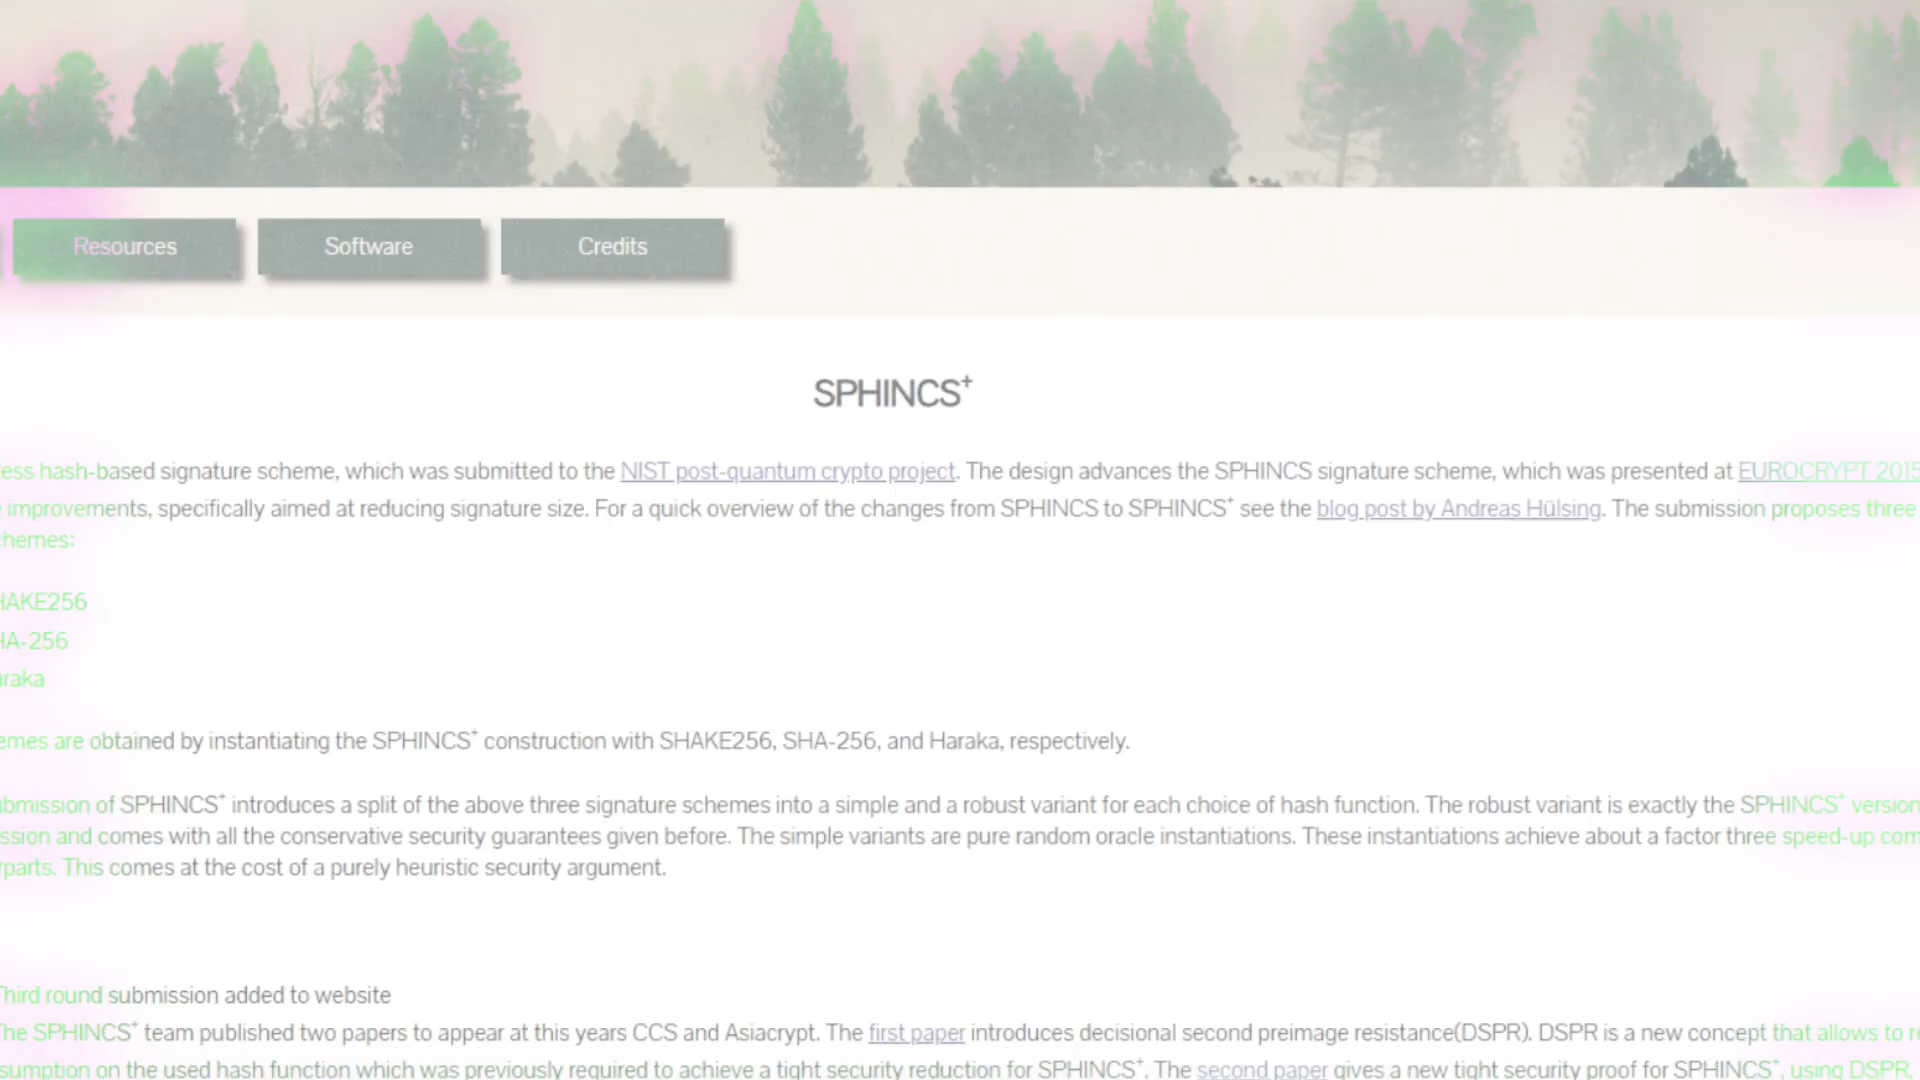 Resources
Software
Credits
SPHINCS⁺
less hash-based signature scheme, which was submitted to the NIST post-quantum crypto project. The design advances the SPHINCS signature scheme, which was presented at EUROCRYPT 2015
improvements, specifically aimed at reducing signature size. For a quick overview of the changes from SPHINCS to SPHINCS⁺ see the blog post by Andreas Hülsing. The submission proposes three
chemes:
HAKE256
HA-256
araka
emes are obtained by instantiating the SPHINCS⁺ construction with SHAKE256, SHA-256, and Haraka, respectively.
ubmission of SPHINCS⁺ introduces a split of the above three signature schemes into a simple and a robust variant for each choice of hash function. The robust variant is exactly the SPHINCS⁺ version
ssion and comes with all the conservative security guarantees given before. The simple variants are pure random oracle instantiations. These instantiations achieve about a factor three speed-up com
rparts. This comes at the cost of a purely heuristic security argument.
Third round submission added to website
The SPHINCS⁺ team published two papers to appear at this years CCS and Asiacrypt. The first paper introduces decisional second preimage resistance(DSPR). DSPR is a new concept that allows to re
sumption on the used hash function which was previously required to achieve a tight security reduction for SPHINCS⁺. The second paper gives a new tight security proof for SPHINCS⁺, using DSPR.